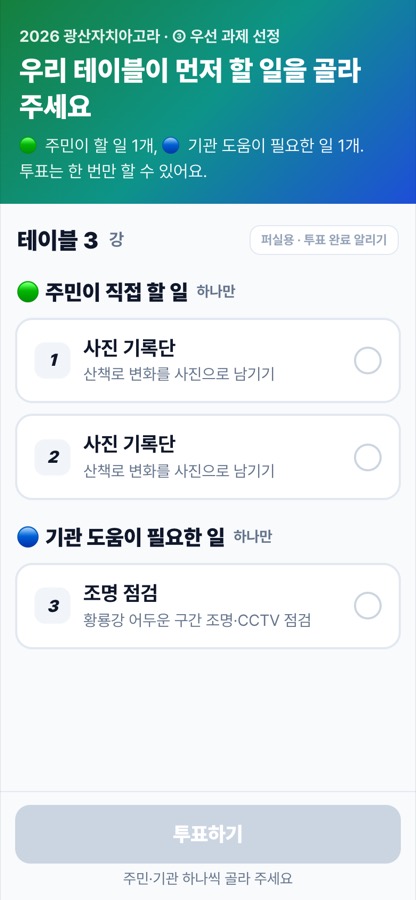 2026 광산자치아고라 · ③ 우선 과제 선정
우리 테이블이 먼저 할 일을 골라
주세요
🟢 주민이 할 일 1개, 🔵 기관 도움이 필요한 일 1개.
투표는 한 번만 할 수 있어요.
테이블 3 강
퍼실용 · 투표 완료 알리기
🟢 주민이 직접 할 일 하나만
1
사진 기록단
산책로 변화를 사진으로 남기기
2
사진 기록단
산책로 변화를 사진으로 남기기
🔵 기관 도움이 필요한 일 하나만
3
조명 점검
황룡강 어두운 구간 조명·CCTV 점검
투표하기
주민·기관 하나씩 골라 주세요